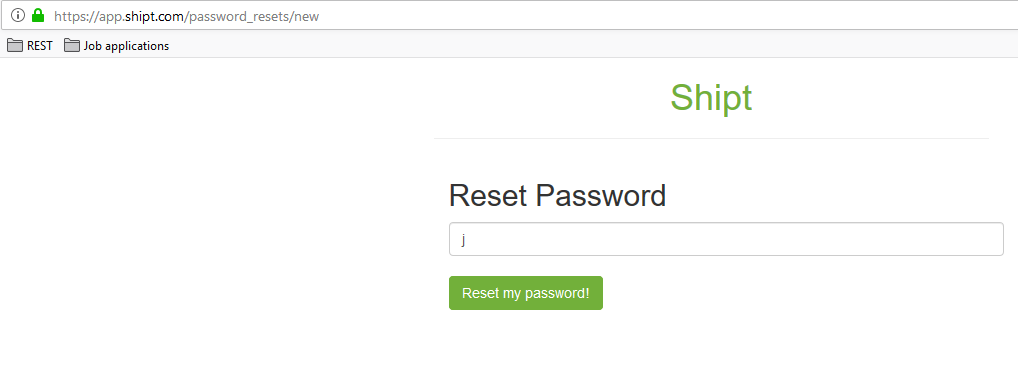 https://app.shipt.com/password_resets/new
REST Job applications
Shipt
Reset Password
j
Reset my password!